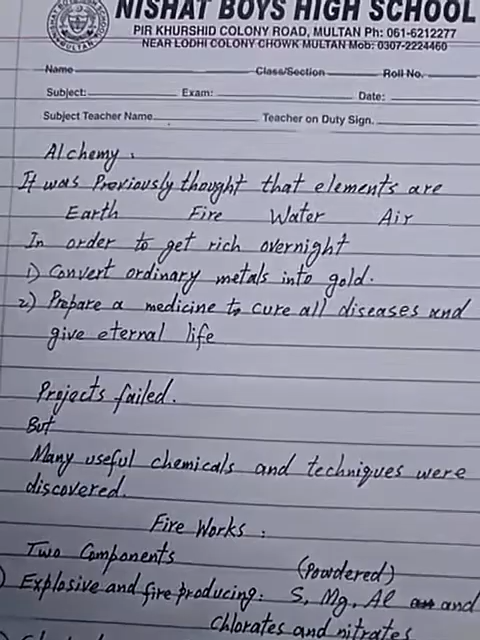 NISHAT BOYS HIGH SCHOOL
PIR KHURSHID COLONY ROAD, MULTAN Ph: 061-6212277
NEAR LODHI COLONY CHOWK MULTAN Mob: 0307-2224460
Name Class/Section Roll No.
Subject: Exam: Date:
Subject Teacher Name Teacher on Duty Sign.
Alchemy :
It was Previously thought that elements are
Earth Fire Water Air
In order to get rich overnight
1) Convert ordinary metals into gold.
2) Prepare a medicine to cure all diseases and
give eternal life
Projects failed.
But
Many useful chemicals and techniques were
discovered.
Fire Works :
Two Components (Powdered)
) Explosive and fire producing: S, Mg, Al and
chlorates and nitrates